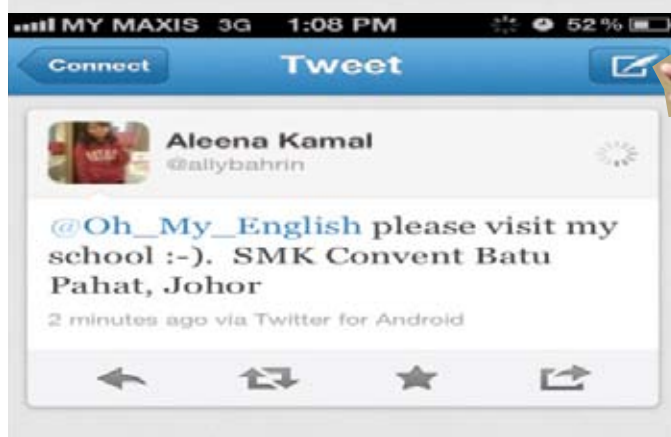 MY MAXIS 3G 1:08 PM 52%
Connect Tweet
Aleena Kamal
@allybahrin
@Oh_My_English please visit my
school :-). SMK Convent Batu
Pahat, Johor
2 minutes ago via Twitter for Android